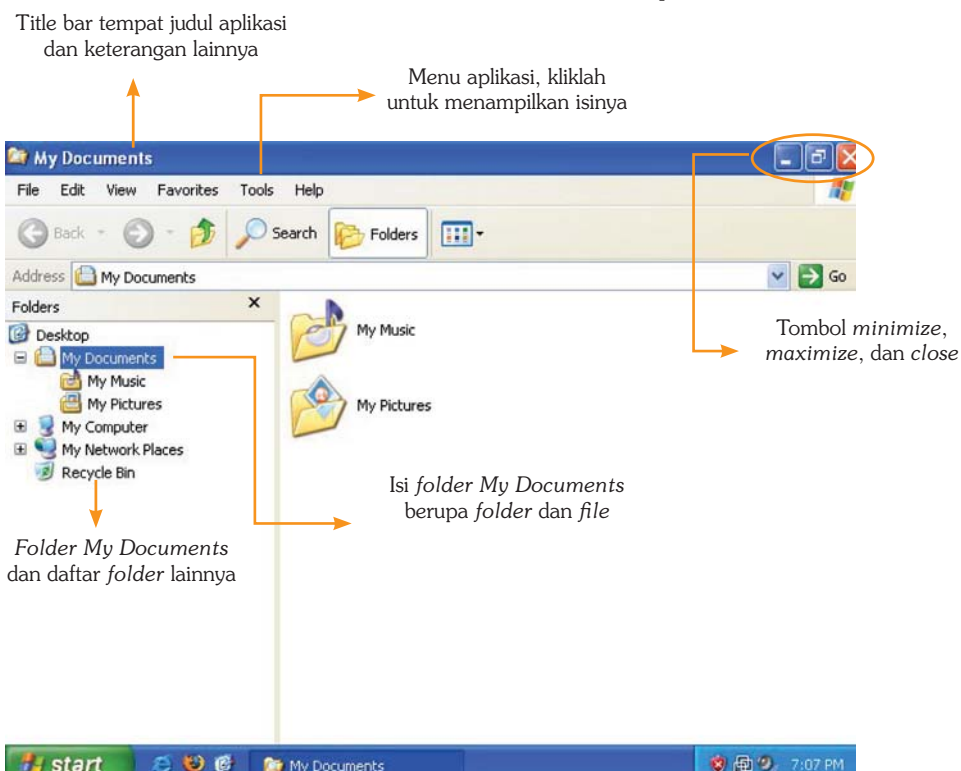 Title bar tempat judul aplikasi
dan keterangan lainnya
Menu aplikasi, kliklah
untuk menampilkan isinya
My Documents
File Edit View Favorites Tools Help
Back Search Folders
Address My Documents Go
Folders x
Desktop
My Documents
My Music
My Pictures
My Computer
My Network Places
Recycle Bin
My Music
My Pictures
Tombol minimize,
maximize, dan close
Isi folder My Documents
berupa folder dan file
Folder My Documents
dan daftar folder lainnya
start My Documents 7:07 PM